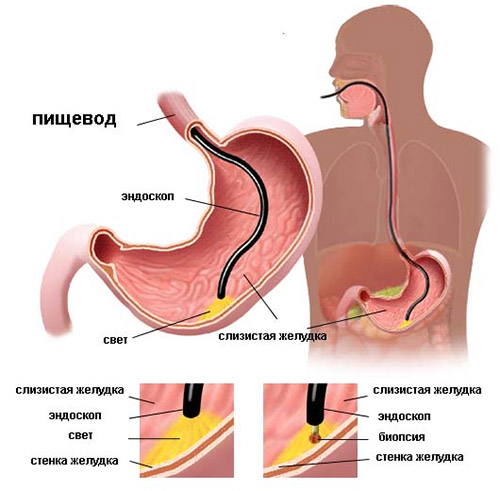 пищевод
эндоскоп
свет
слизистая желудка
слизистая желудка
эндоскоп
свет
стенка желудка
слизистая желудка
эндоскоп
биопсия
стенка желудка